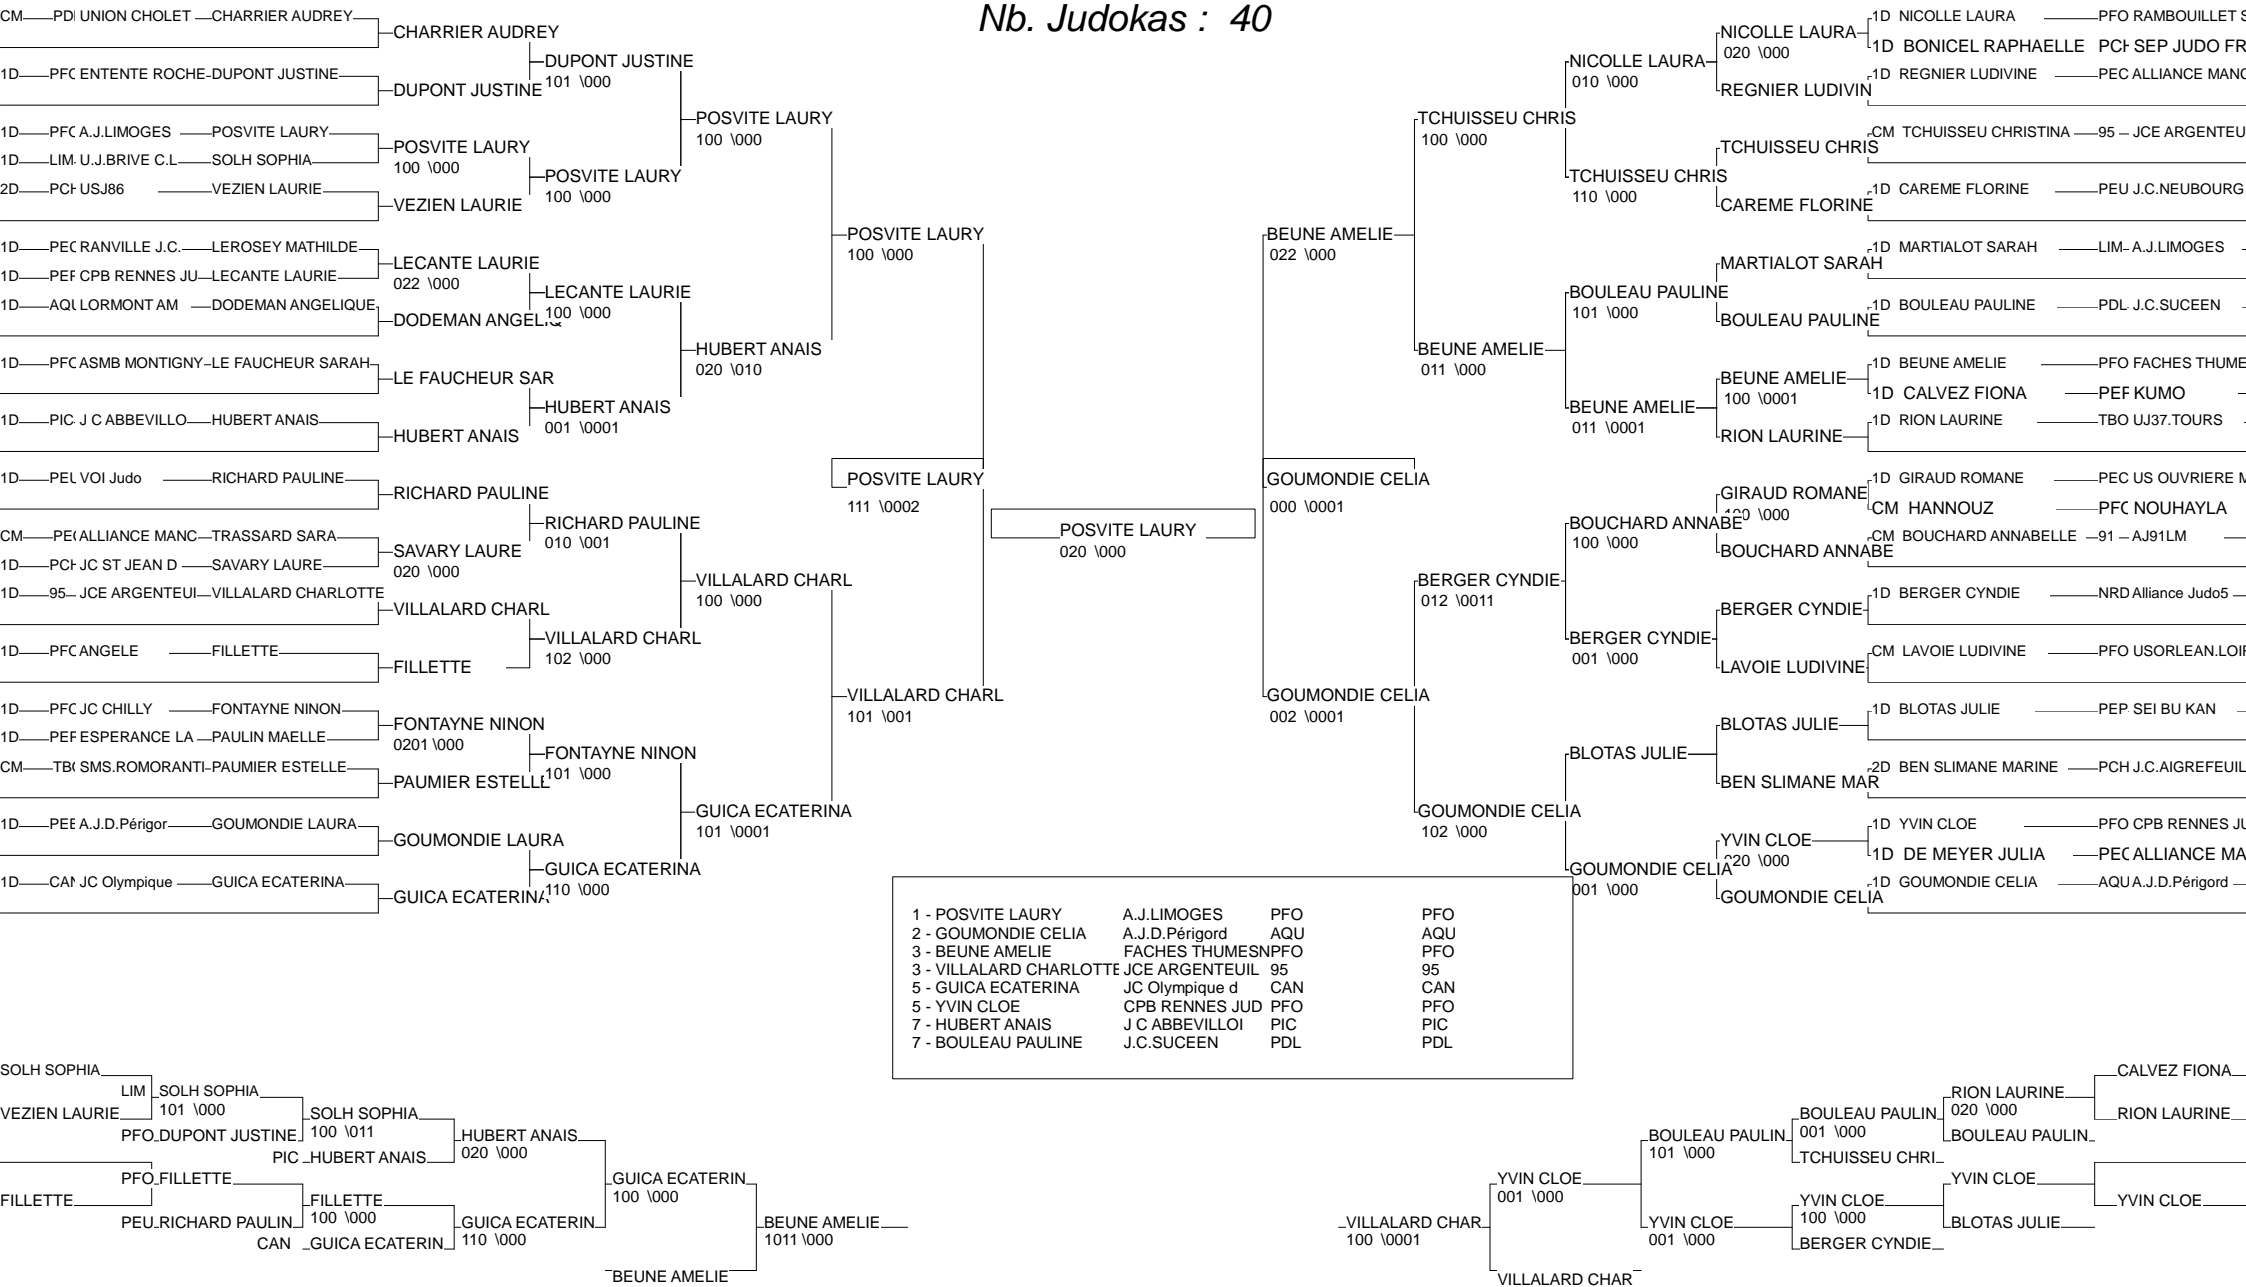 Nb. Judokas : 40
CM PD UNION CHOLET CHARRIER AUDREY
CHARRIER AUDREY
DUPONT JUSTINE
101 \000
1D PFC ENTENTE ROCHE DUPONT JUSTINE
DUPONT JUSTINE
POSVITE LAURY
100 \000
1D PFC A.J.LIMOGES POSVITE LAURY
POSVITE LAURY
100 \000
1D LIM U.J.BRIVE C.L SOLH SOPHIA
POSVITE LAURY
100 \000
2D PCH USJ86 VEZIEN LAURIE
VEZIEN LAURIE
POSVITE LAURY
100 \000
1D PEC RANVILLE J.C. LEROSEY MATHILDE
LECANTE LAURIE
022 \000
1D PEF CPB RENNES JU LECANTE LAURIE
LECANTE LAURIE
100 \000
1D AQU LORMONT AM DODEMAN ANGELIQUE
DODEMAN ANGELIQ
HUBERT ANAIS
020 \010
1D PFC ASMB MONTIGNY LE FAUCHEUR SARAH
LE FAUCHEUR SAR
HUBERT ANAIS
001 \0001
1D PIC J C ABBEVILLO HUBERT ANAIS
HUBERT ANAIS
POSVITE LAURY
111 \0002
1D PEU VOI Judo RICHARD PAULINE
RICHARD PAULINE
RICHARD PAULINE
010 \001
CM PEC ALLIANCE MANC TRASSARD SARA
SAVARY LAURE
020 \000
1D PCH JC ST JEAN D SAVARY LAURE
VILLALARD CHARL
100 \000
1D 95 JCE ARGENTEUI VILLALARD CHARLOTTE
VILLALARD CHARL
VILLALARD CHARL
102 \000
1D PFC ANGELE FILLETTE
FILLETTE
VILLALARD CHARL
101 \001
1D PFC JC CHILLY FONTAYNE NINON
FONTAYNE NINON
0201 \000
1D PEF ESPERANCE LA PAULIN MAELLE
FONTAYNE NINON
101 \000
CM TBO SMS.ROMORANTI PAUMIER ESTELLE
PAUMIER ESTELLE
GUICA ECATERINA
101 \0001
1D PEE A.J.D.Périgor GOUMONDIE LAURA
GOUMONDIE LAURA
GUICA ECATERINA
110 \000
1D CAN JC Olympique GUICA ECATERINA
GUICA ECATERINA
POSVITE LAURY
020 \000
NICOLLE LAURA
020 \000
1D NICOLLE LAURA PFO RAMBOUILLET S
1D BONICEL RAPHAELLE PCH SEP JUDO FR
NICOLLE LAURA
010 \000
1D REGNIER LUDIVINE PEC ALLIANCE MANC
REGNIER LUDIVIN
TCHUISSEU CHRIS
100 \000
CM TCHUISSEU CHRISTINA 95 JCE ARGENTEU
TCHUISSEU CHRIS
TCHUISSEU CHRIS
110 \000
1D CAREME FLORINE PEU J.C.NEUBOURG
CAREME FLORINE
BEUNE AMELIE
022 \000
1D MARTIALOT SARAH LIM A.J.LIMOGES
MARTIALOT SARAH
BOULEAU PAULINE
101 \000
1D BOULEAU PAULINE PDL J.C.SUCEEN
BOULEAU PAULINE
BEUNE AMELIE
011 \000
1D BEUNE AMELIE PFO FACHES THUME
BEUNE AMELIE
100 \0001
1D CALVEZ FIONA PEF KUMO
BEUNE AMELIE
011 \0001
1D RION LAURINE TBO UJ37.TOURS
RION LAURINE
GOUMONDIE CELIA
000 \0001
1D GIRAUD ROMANE PEC US OUVRIERE M
GIRAUD ROMANE
100 \000
CM HANNOUZ PFC NOUHAYLA
BOUCHARD ANNABE
100 \000
CM BOUCHARD ANNABELLE 91 AJ91LM
BOUCHARD ANNABE
BERGER CYNDIE
012 \0011
1D BERGER CYNDIE NRD Alliance Judo5
BERGER CYNDIE
BERGER CYNDIE
001 \000
CM LAVOIE LUDIVINE PFO USORLEAN.LOIF
LAVOIE LUDIVINE
GOUMONDIE CELIA
002 \0001
1D BLOTAS JULIE PEP SEI BU KAN
BLOTAS JULIE
BLOTAS JULIE
2D BEN SLIMANE MARINE PCH J.C.AIGREFEUIL
BEN SLIMANE MAR
GOUMONDIE CELIA
102 \000
1D YVIN CLOE PFO CPB RENNES JU
YVIN CLOE
020 \000
1D DE MEYER JULIA PEC ALLIANCE MA
GOUMONDIE CELIA
001 \000
1D GOUMONDIE CELIA AQU A.J.D.Périgord
GOUMONDIE CELIA
1 - POSVITE LAURY A.J.LIMOGES PFO PFO
2 - GOUMONDIE CELIA A.J.D.Périgord AQU AQU
3 - BEUNE AMELIE FACHES THUMESN PFO PFO
3 - VILLALARD CHARLOTTE JCE ARGENTEUIL 95 95
5 - GUICA ECATERINA JC Olympique d CAN CAN
5 - YVIN CLOE CPB RENNES JUD PFO PFO
7 - HUBERT ANAIS J C ABBEVILLOI PIC PIC
7 - BOULEAU PAULINE J.C.SUCEEN PDL PDL
SOLH SOPHIA
LIM SOLH SOPHIA
101 \000
VEZIEN LAURIE
SOLH SOPHIA
100 \011
PFO DUPONT JUSTINE
HUBERT ANAIS
020 \000
PIC HUBERT ANAIS
PFO FILLETTE
GUICA ECATERIN
100 \000
FILLETTE
FILLETTE
100 \000
PEU RICHARD PAULIN
GUICA ECATERIN
110 \000
CAN GUICA ECATERIN
BEUNE AMELIE
1011 \000
BEUNE AMELIE
CALVEZ FIONA
RION LAURINE
020 \000
RION LAURINE
BOULEAU PAULIN
001 \000
BOULEAU PAULIN
BOULEAU PAULIN
101 \000
TCHUISSEU CHRI
YVIN CLOE
001 \000
YVIN CLOE
YVIN CLOE
YVIN CLOE
100 \000
BLOTAS JULIE
YVIN CLOE
001 \000
BERGER CYNDIE
VILLALARD CHAR
100 \0001
VILLALARD CHAR